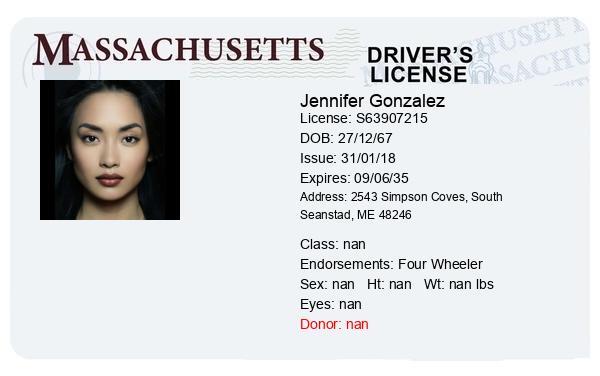 MASSACHUSETTS
DRIVER'S
LICENSE
Jennifer Gonzalez
License: S63907215
DOB: 27/12/67
Issue: 31/01/18
Expires: 09/06/35
Address: 2543 Simpson Coves, South
Seanstad, ME 48246
Class: nan
Endorsements: Four Wheeler
Sex: nan Ht: nan Wt: nan lbs
Eyes: nan
Donor: nan